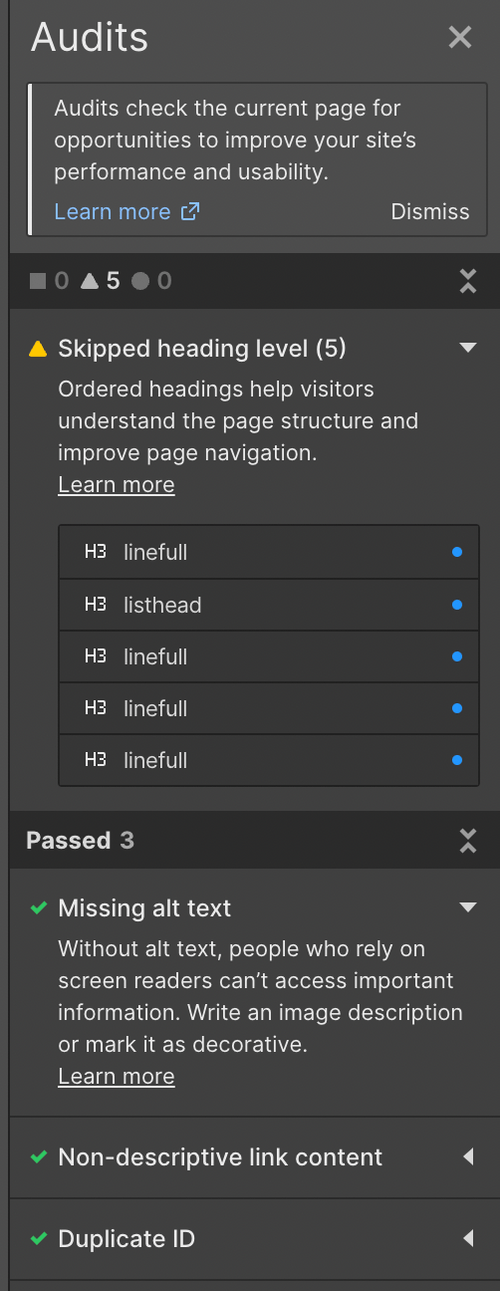 Audits
Audits check the current page for
opportunities to improve your site’s
performance and usability.
Learn more Dismiss
0 5 0
Skipped heading level (5)
Ordered headings help visitors
understand the page structure and
improve page navigation.
Learn more
H3 linefull
H3 listhead
H3 linefull
H3 linefull
H3 linefull
Passed 3
Missing alt text
Without alt text, people who rely on
screen readers can’t access important
information. Write an image description
or mark it as decorative.
Learn more
Non-descriptive link content
Duplicate ID